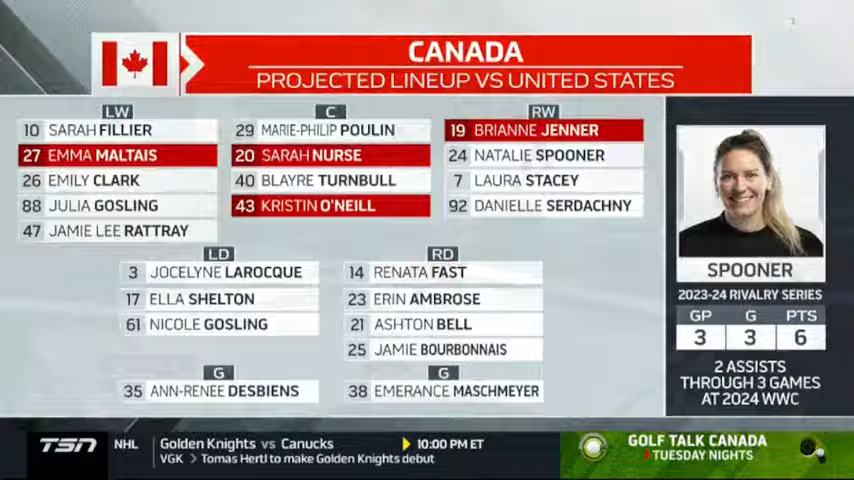 CANADA
PROJECTED LINEUP VS UNITED STATES
LW
10 SARAH FILLIER
27 EMMA MALTAIS
26 EMILY CLARK
88 JULIA GOSLING
47 JAMIE LEE RATTRAY
C
29 MARIE-PHILIP POULIN
20 SARAH NURSE
40 BLAYRE TURNBULL
43 KRISTIN O'NEILL
RW
19 BRIANNE JENNER
24 NATALIE SPOONER
7 LAURA STACEY
92 DANIELLE SERDACHNY
LD
3 JOCELYNE LAROCQUE
17 ELLA SHELTON
61 NICOLE GOSLING
RD
14 RENATA FAST
23 ERIN AMBROSE
21 ASHTON BELL
25 JAMIE BOURBONNAIS
G
35 ANN-RENEE DESBIENS
G
38 EMERANCE MASCHMEYER
SPOONER
2023-24 RIVALRY SERIES
GP G PTS
3 3 6
2 ASSISTS
THROUGH 3 GAMES
AT 2024 WWC
TSN
NHL
Golden Knights vs Canucks 10:00 PM ET
VGK > Tomas Hertl to make Golden Knights debut
GOLF TALK CANADA
TUESDAY NIGHTS